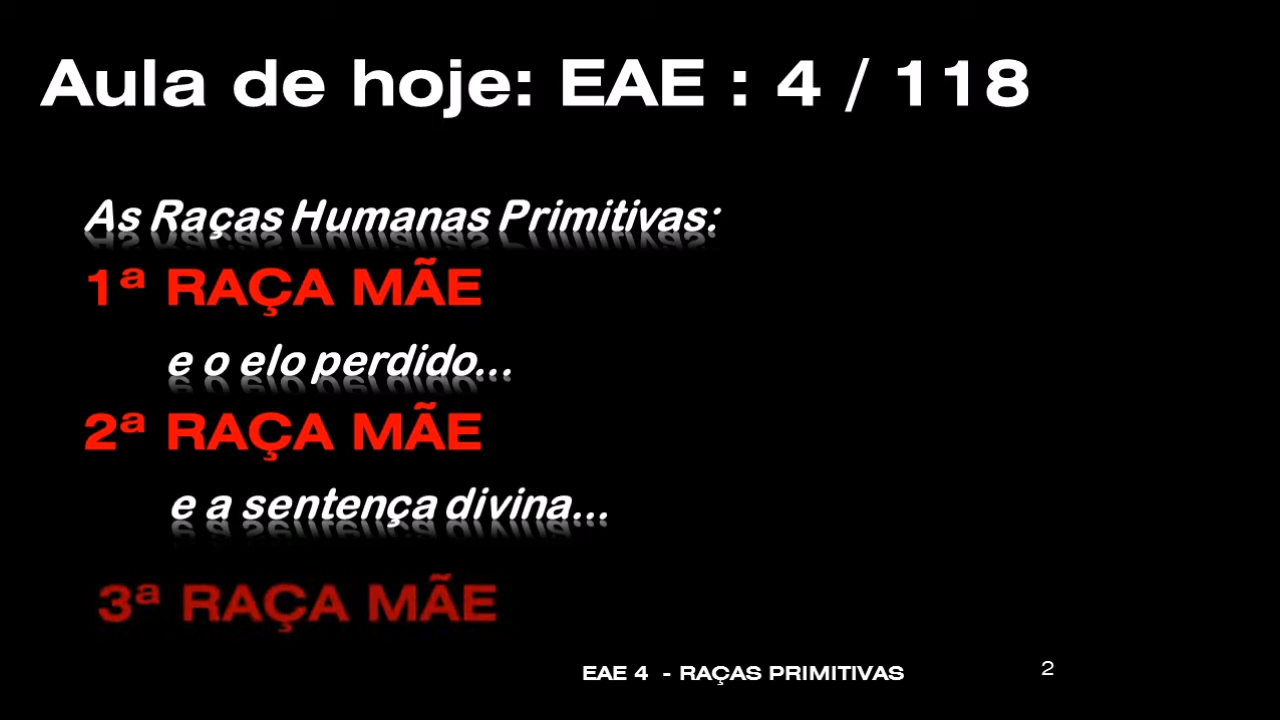 Aula de hoje: EAE : 4 / 118
As Raças Humanas Primitivas:
1ª RAÇA MÃE
e o elo perdido...
2ª RAÇA MÃE
e a sentença divina...
3ª RAÇA MÃE
EAE 4 - RAÇAS PRIMITIVAS
2